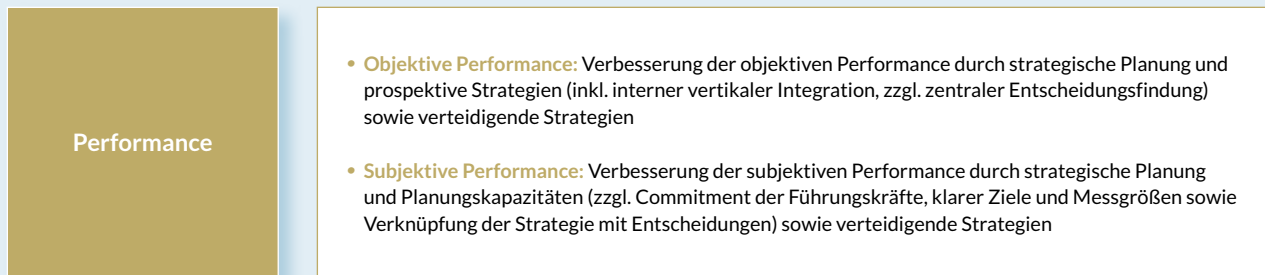 Performance
• Objektive Performance: Verbesserung der objektiven Performance durch strategische Planung und
prospektive Strategien (inkl. interner vertikaler Integration, zzgl. zentraler Entscheidungsfindung)
sowie verteidigende Strategien
• Subjektive Performance: Verbesserung der subjektiven Performance durch strategische Planung
und Planungskapazitäten (zzgl. Commitment der Führungskräfte, klarer Ziele und Messgrößen sowie
Verknüpfung der Strategie mit Entscheidungen) sowie verteidigende Strategien